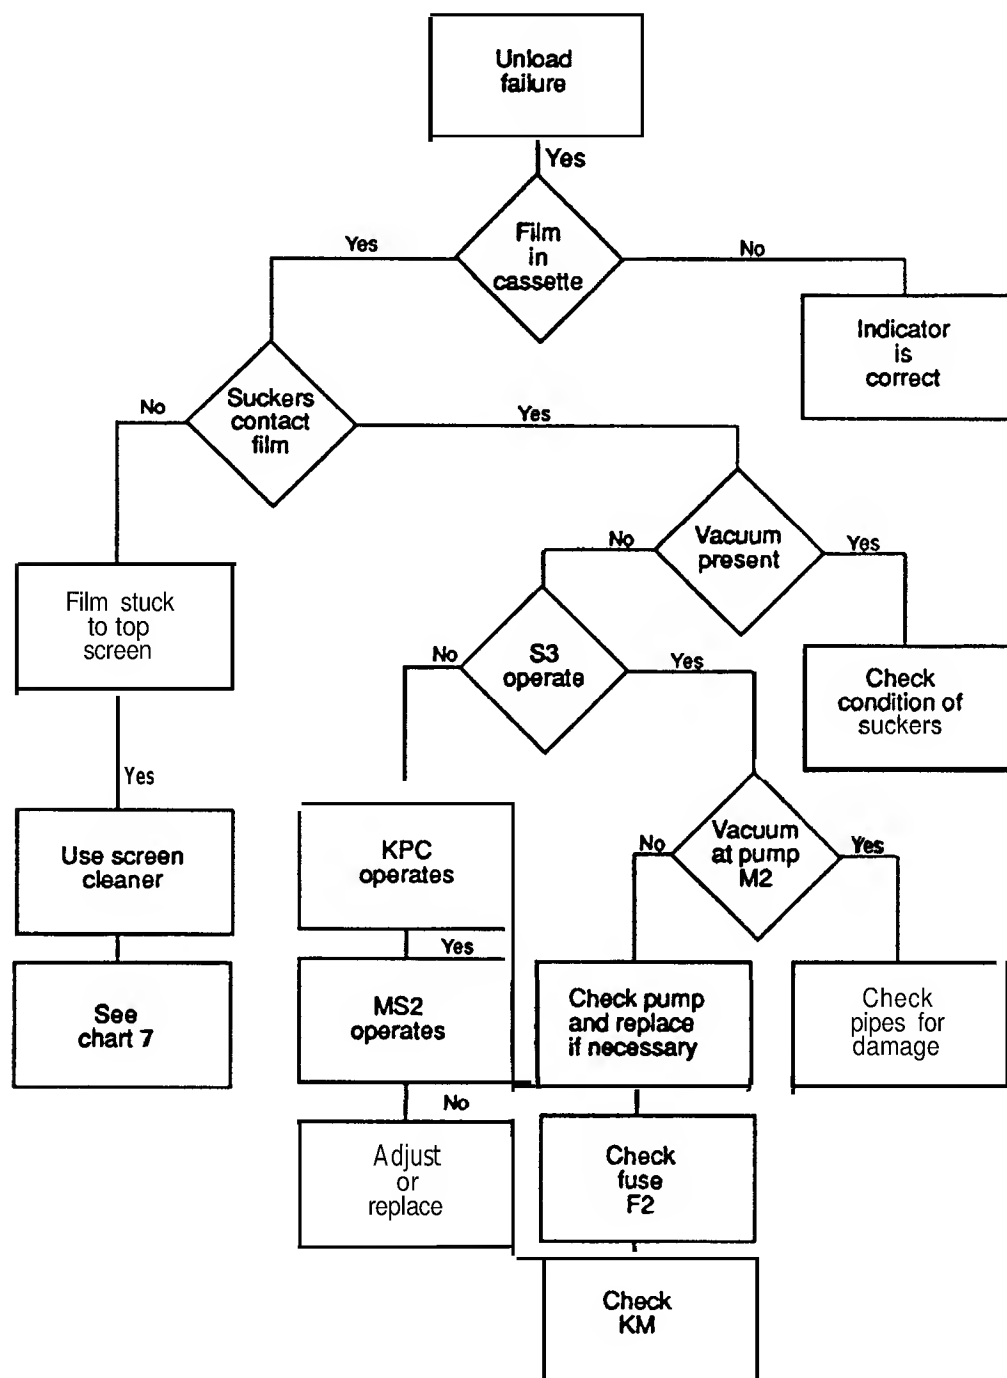 Unload
failure
Yes
Film
in
cassette
Yes
No
Indicator
is
correct
Suckers
contact
film
No
Yes
Vacuum
present
No
Yes
Film stuck
to top
screen
S3
operate
No
Yes
Check
condition of
suckers
Yes
Use screen
cleaner
KPC
operates
Vacuum
at pump
M2
No
Yes
Yes
See
chart 7
MS2
operates
Check pump
and replace
if necessary
Check
pipes for
damage
No
Adjust
or
replace
Check
fuse
F2
Check
KM